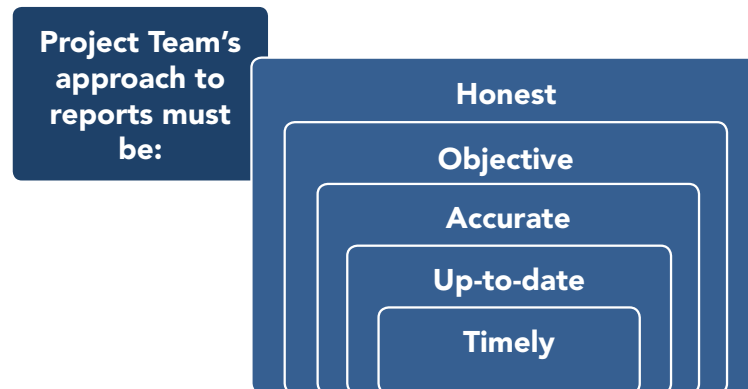 Project Team’s
approach to
reports must
be:
Honest
Objective
Accurate
Up-to-date
Timely